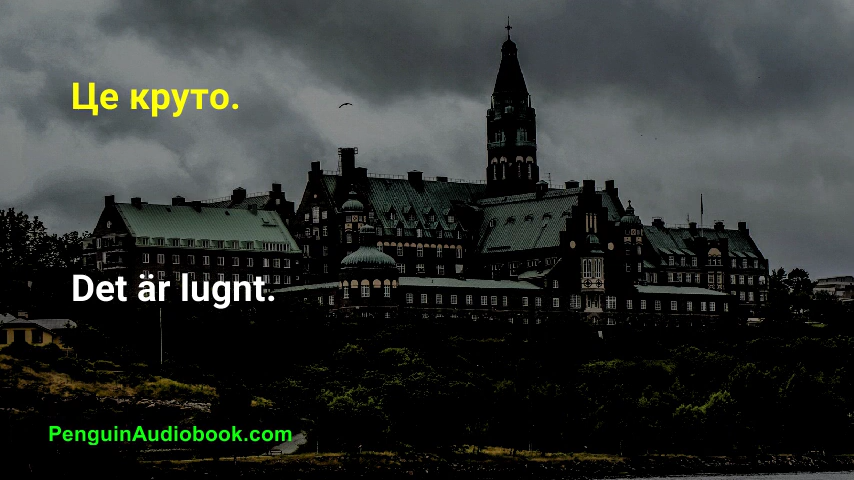 Це круто.
Det är lugnt.
PenguinAudiobook.com